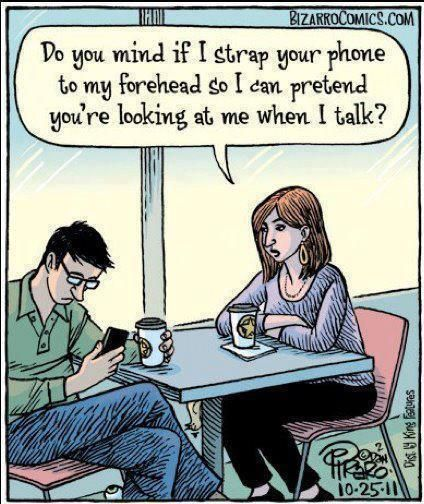 BIZARROCOMICS.COM
Do you mind if I strap your phone
to my forehead so I can pretend
you're looking at me when I talk?
Dist. by King Features
DAN
PIRARO
10·25·11